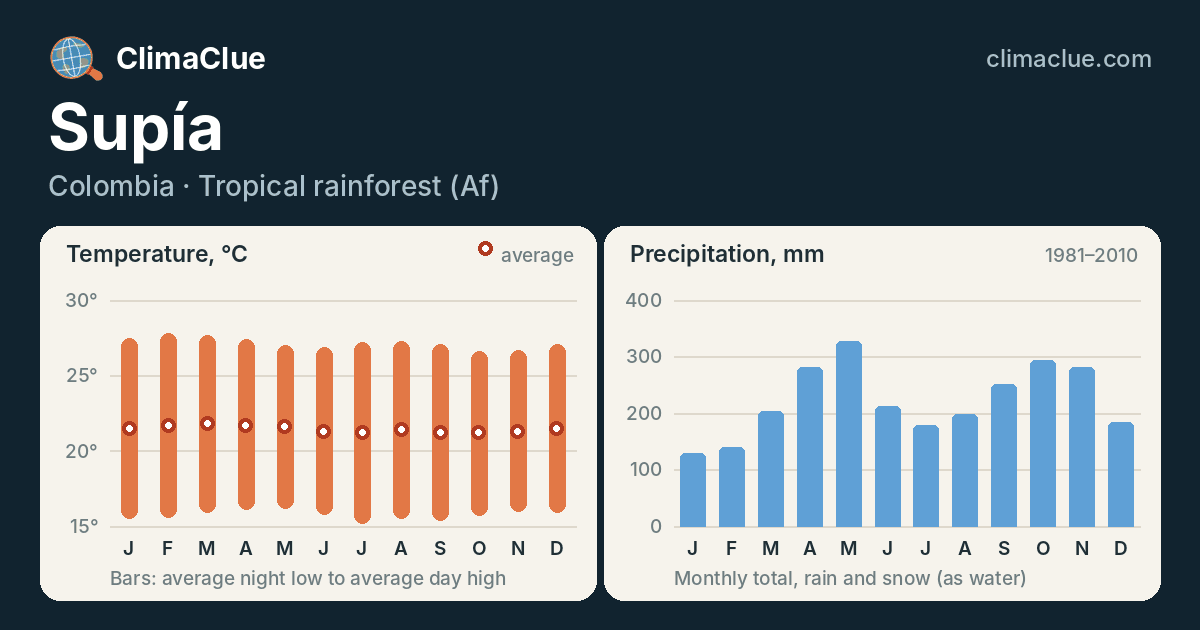 ClimaClue
climaclue.com
Supía
Colombia · Tropical rainforest (Af)
Temperature, °C
average
30°
25°
20°
15°
J F M A M J J A S O N D
Bars: average night low to average day high
Precipitation, mm
1981–2010
400
300
200
100
0
J F M A M J J A S O N D
Monthly total, rain and snow (as water)